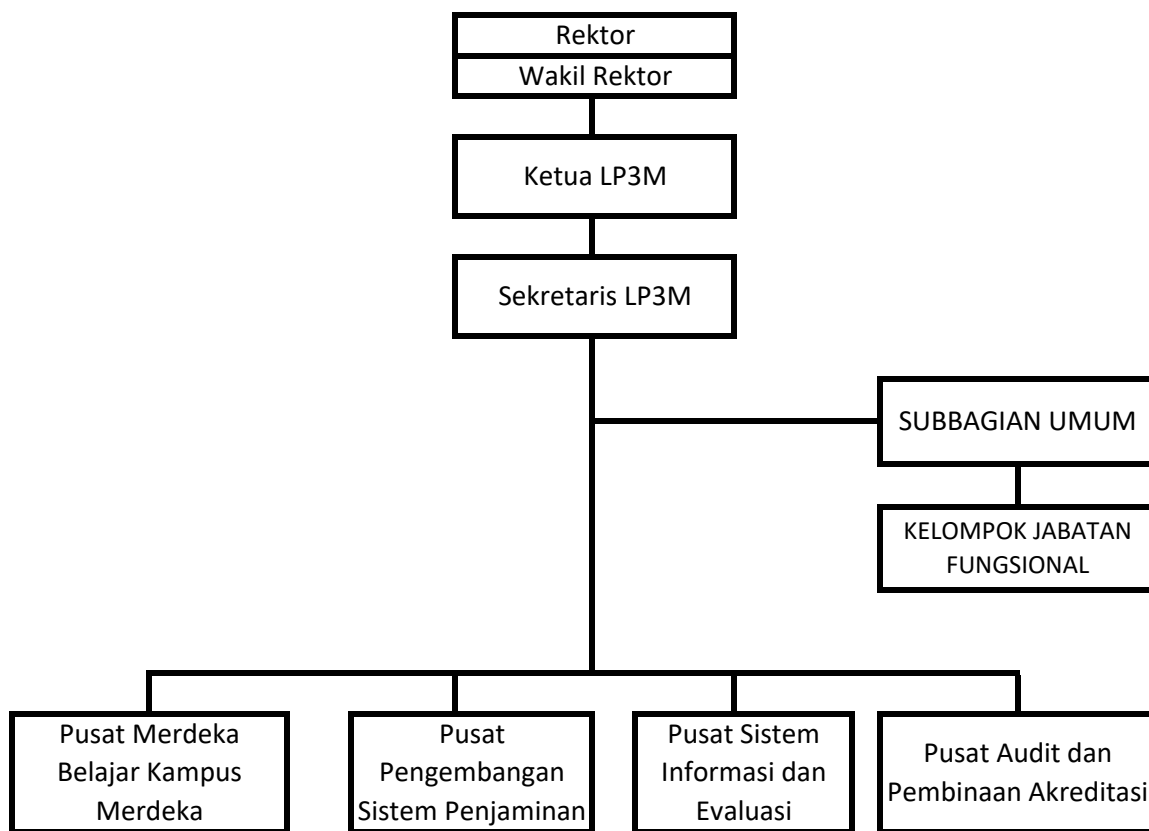 Rektor
Wakil Rektor
Ketua LP3M
Sekretaris LP3M
SUBBAGIAN UMUM
KELOMPOK JABATAN
FUNGSIONAL
Pusat Merdeka
Belajar Kampus
Merdeka
Pusat
Pengembangan
Sistem Penjaminan
Pusat Sistem
Informasi dan
Evaluasi
Pusat Audit dan
Pembinaan Akreditasi